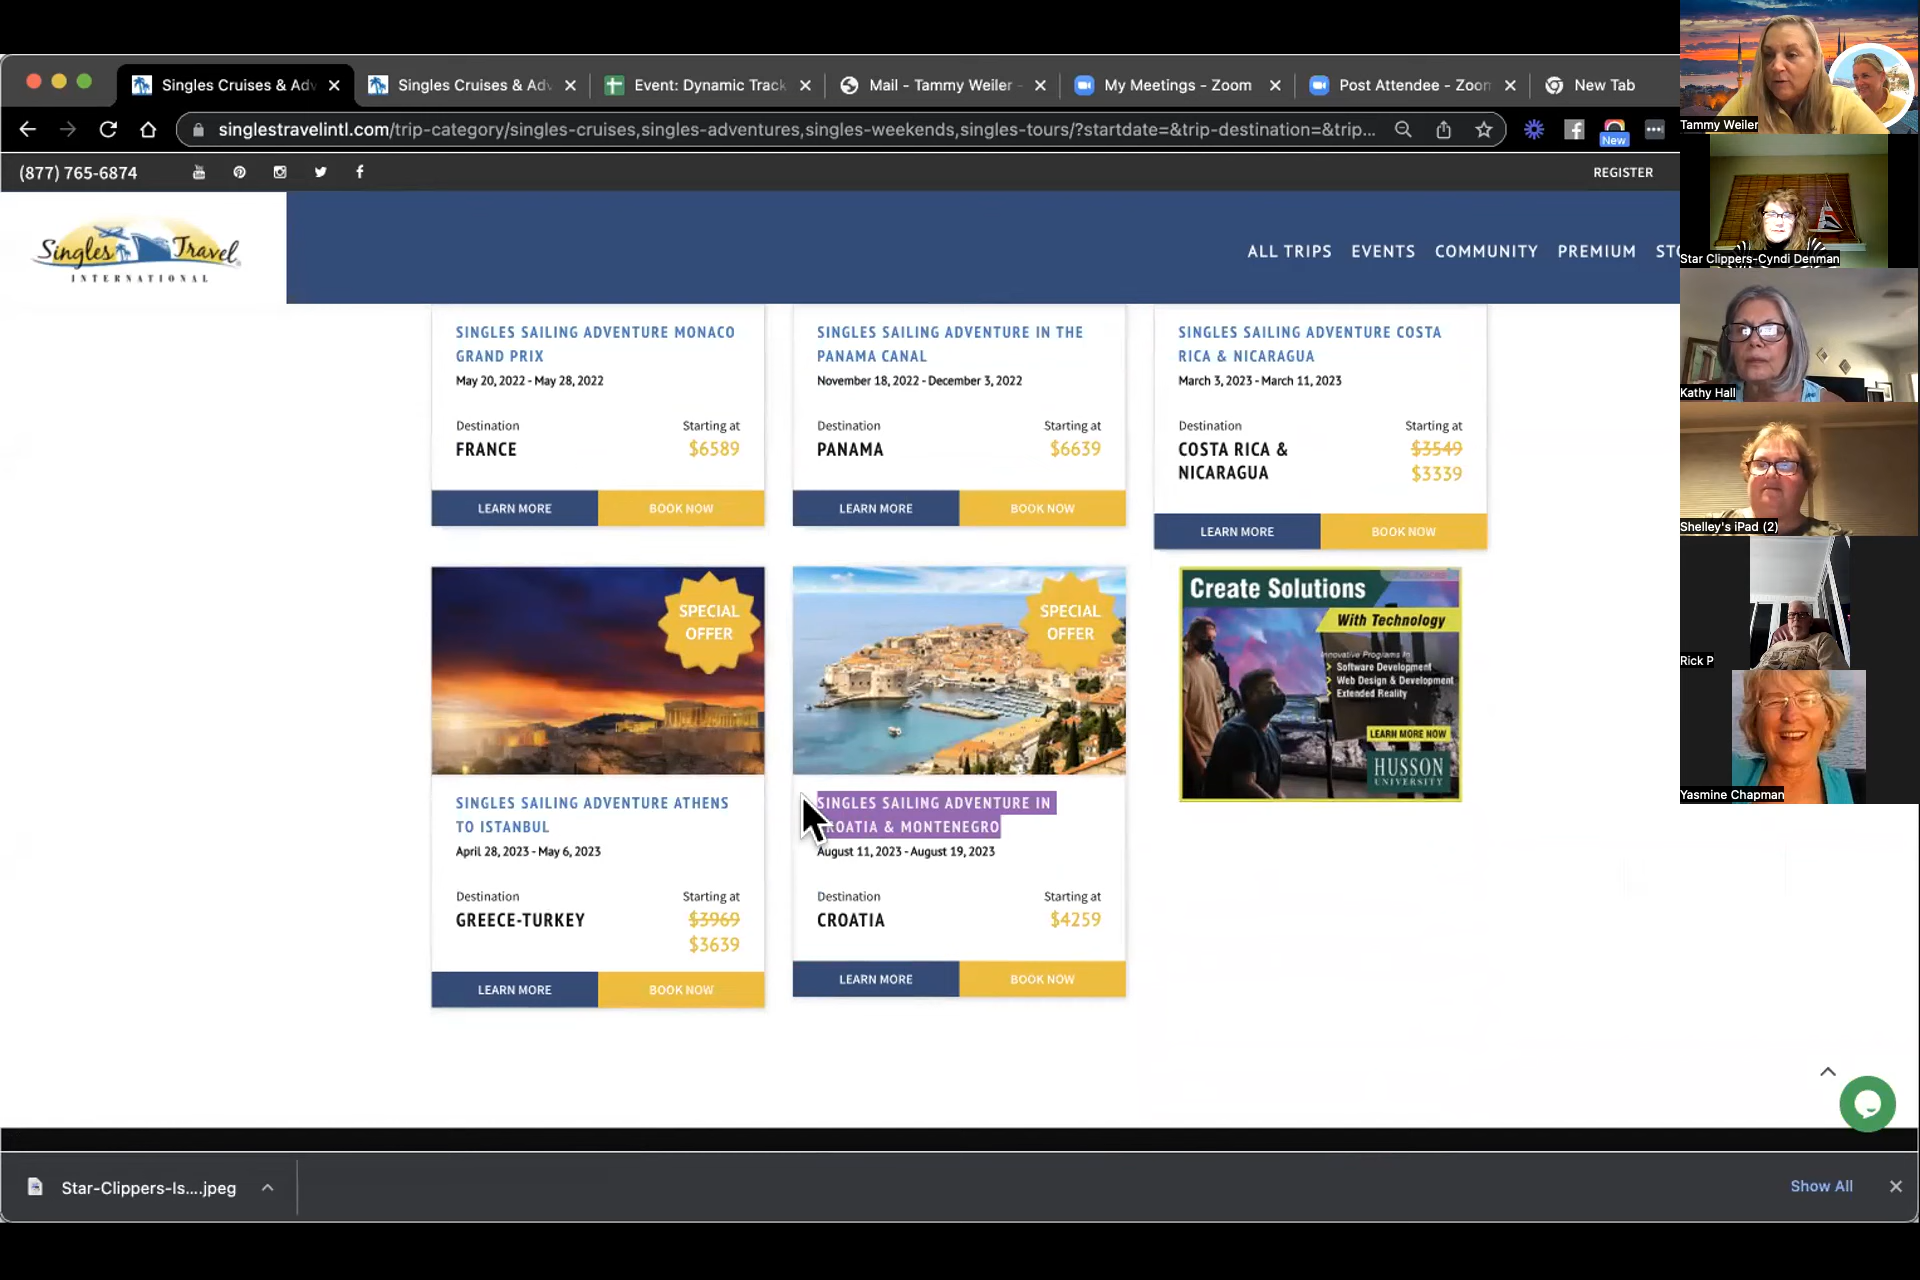 Singles Cruises & Adv
Singles Cruises & Adv
Event: Dynamic Track
Mail - Tammy Weiler -
My Meetings - Zoom
Post Attendee - Zoom
New Tab
singlestravelintl.com/trip-category/singles-cruises,singles-adventures,singles-weekends,singles-tours/?startdate=&trip-destination=&trip...
New
(877) 765-6874
REGISTER
Singles Travel
INTERNATIONAL
ALL TRIPS
EVENTS
COMMUNITY
PREMIUM
STO
SINGLES SAILING ADVENTURE MONACO
GRAND PRIX
May 20, 2022 - May 28, 2022
Destination
Starting at
FRANCE
$6589
LEARN MORE
BOOK NOW
SINGLES SAILING ADVENTURE IN THE
PANAMA CANAL
November 18, 2022 - December 3, 2022
Destination
Starting at
PANAMA
$6639
LEARN MORE
BOOK NOW
SINGLES SAILING ADVENTURE COSTA
RICA & NICARAGUA
March 3, 2023 - March 11, 2023
Destination
Starting at
COSTA RICA &
NICARAGUA
$3549
$3339
LEARN MORE
BOOK NOW
SPECIAL
OFFER
SINGLES SAILING ADVENTURE ATHENS
TO ISTANBUL
April 28, 2023 - May 6, 2023
Destination
Starting at
GREECE-TURKEY
$3969
$3639
LEARN MORE
BOOK NOW
SPECIAL
OFFER
SINGLES SAILING ADVENTURE IN
CROATIA & MONTENEGRO
August 11, 2023 - August 19, 2023
Destination
Starting at
CROATIA
$4259
LEARN MORE
BOOK NOW
Create Solutions
With Technology
Innovative Programs In
Software Development
Web Design & Development
Extended Reality
LEARN MORE NOW
HUSSON
UNIVERSITY
Tammy Weiler
Star Clippers-Cyndi Denman
Kathy Hall
Shelley's iPad (2)
Rick P
Yasmine Chapman
Star-Clippers-Is....jpeg
Show All